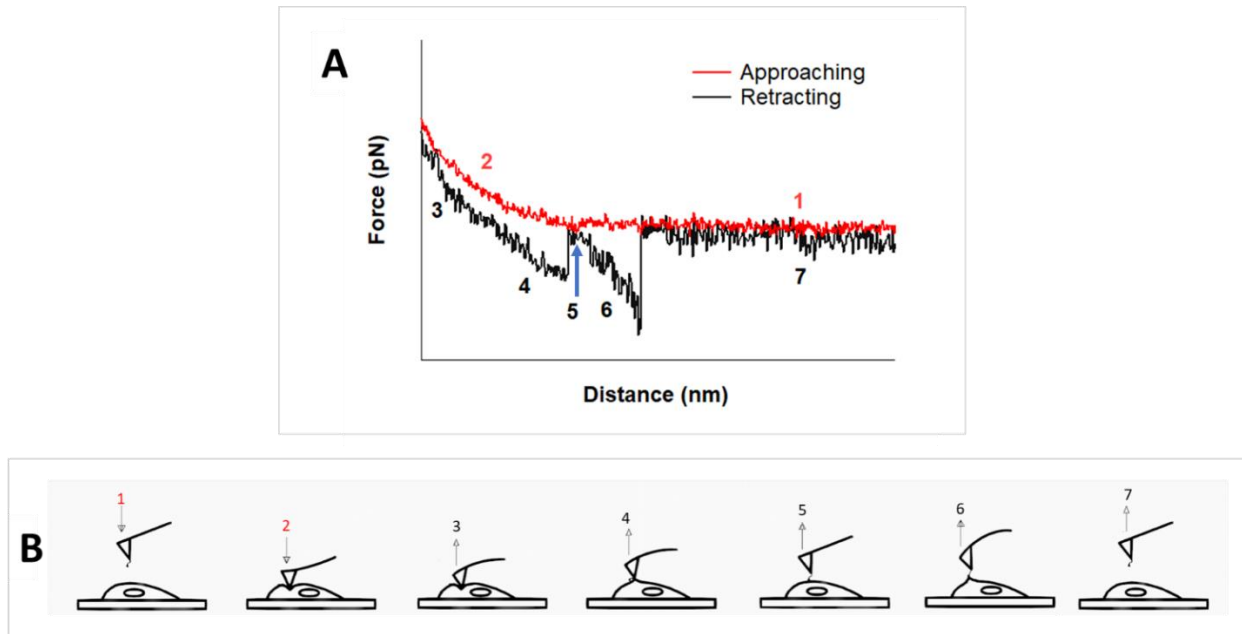 A
Approaching
Retracting
Force (pN)
1
2
3
4
5
6
7
Distance (nm)
B
1
2
3
4
5
6
7